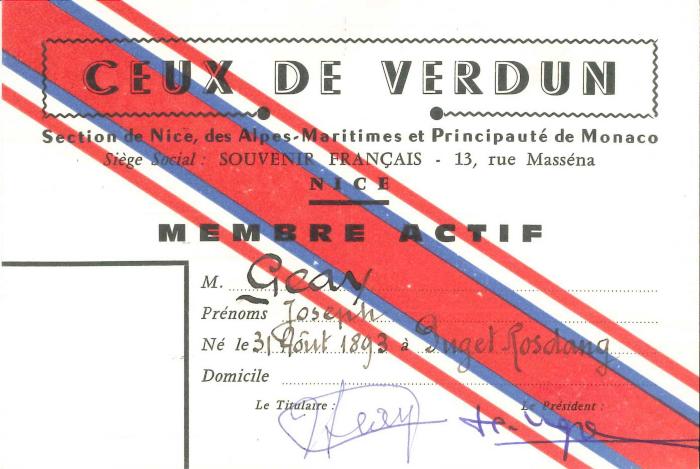 CEUX DE VERDUN
Section de Nice, des Alpes-Maritimes et Principauté de Monaco
Siège Social : SOUVENIR FRANÇAIS - 13, rue Masséna
NICE
MEMBRE ACTIF
M. Geay
Prénoms Joseph
Né le 31 Août 1893 à Puget Rostang
Domicile
Le Titulaire : Le Président :
Geay